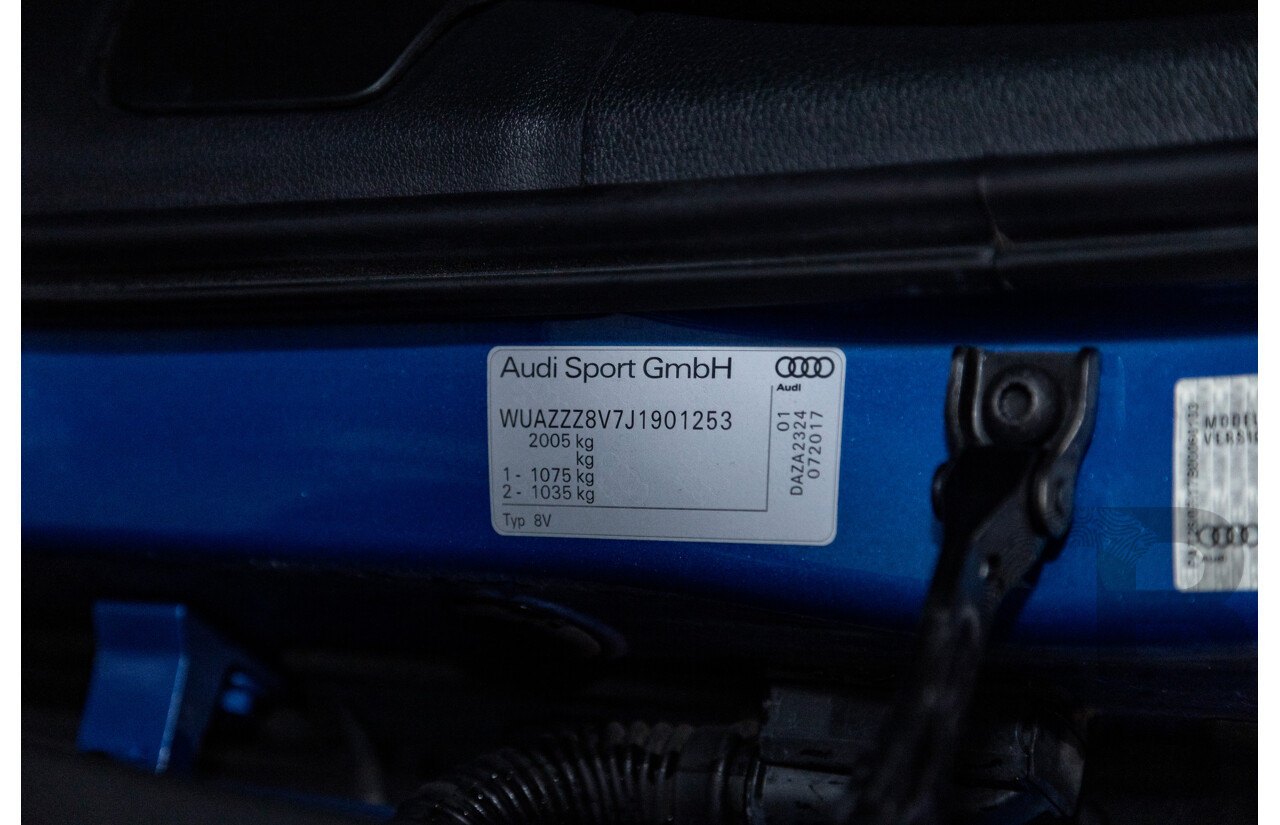 Audi Sport GmbH
Audi
WUAZZZ8V7J1901253
2005 kg
kg
1 - 1075 kg
2 - 1035 kg
Typ 8V
01
DAZA2324
072017
MODEL
Audi